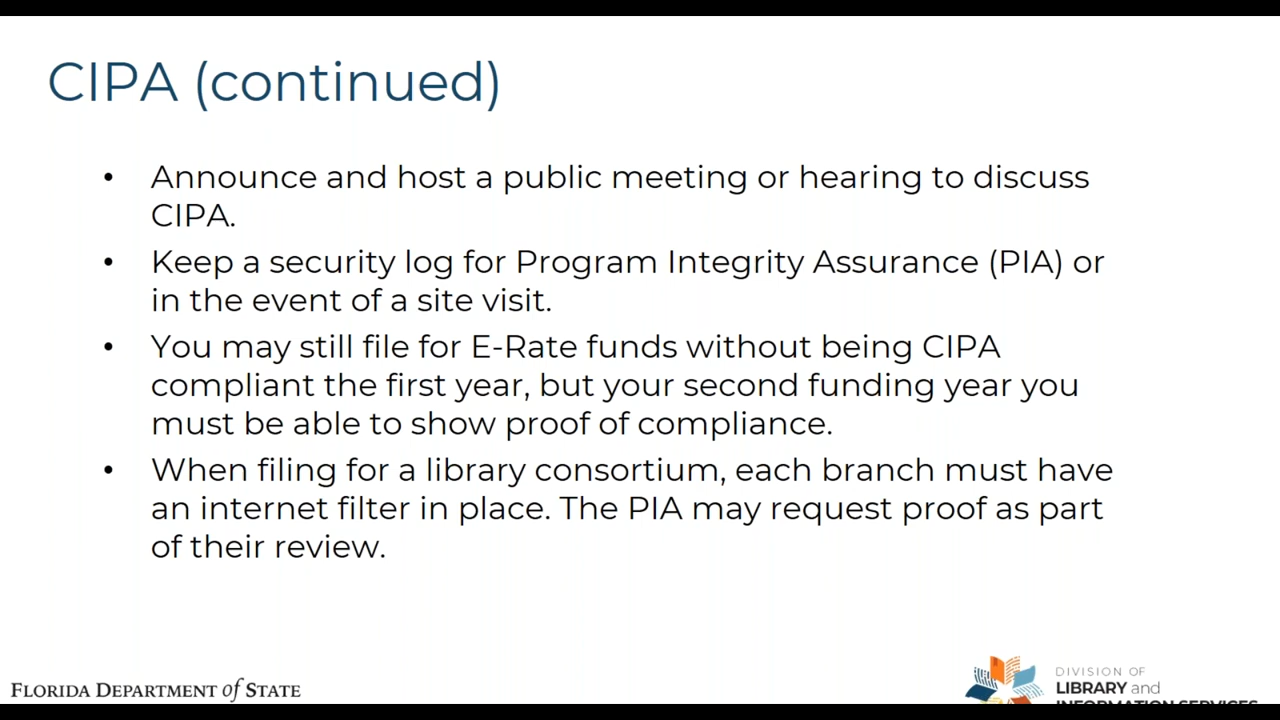 CIPA (continued)
• Announce and host a public meeting or hearing to discuss
CIPA.
• Keep a security log for Program Integrity Assurance (PIA) or
in the event of a site visit.
• You may still file for E-Rate funds without being CIPA
compliant the first year, but your second funding year you
must be able to show proof of compliance.
• When filing for a library consortium, each branch must have
an internet filter in place. The PIA may request proof as part
of their review.
FLORIDA DEPARTMENT of STATE
DIVISION OF
LIBRARY and
INFORMATION SERVICES